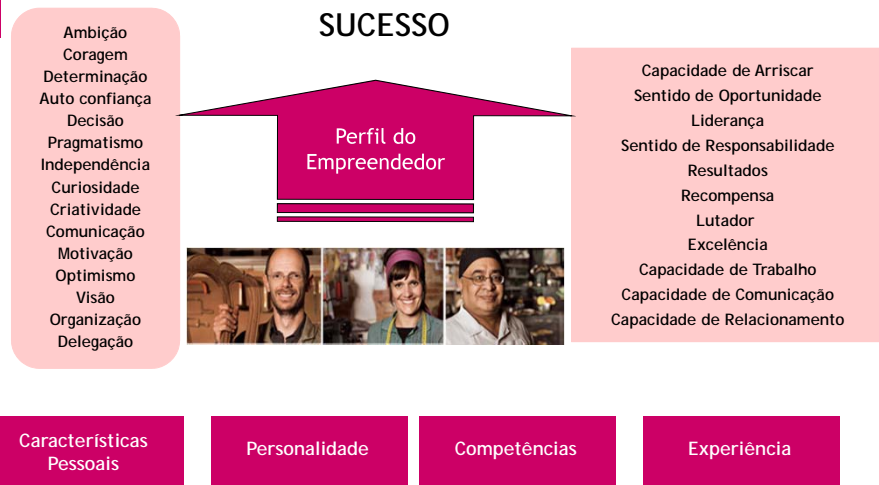 SUCESSO
Ambição
Coragem
Determinação
Auto confiança
Decisão
Pragmatismo
Independência
Curiosidade
Criatividade
Comunicação
Motivação
Optimismo
Visão
Organização
Delegação
Perfil do
Empreendedor
Capacidade de Arriscar
Sentido de Oportunidade
Liderança
Sentido de Responsabilidade
Resultados
Recompensa
Lutador
Excelência
Capacidade de Trabalho
Capacidade de Comunicação
Capacidade de Relacionamento
Características
Pessoais
Personalidade
Competências
Experiência